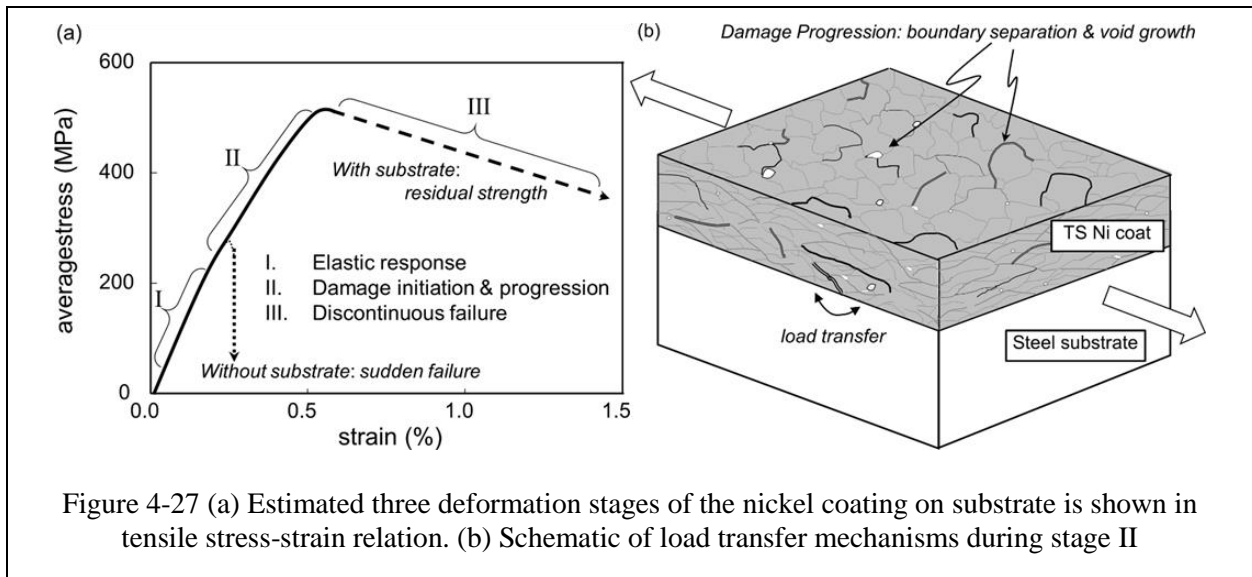 (a)
600
400
200
0
averagestress (MPa)
0.0 0.5 1.0 1.5
strain (%)
I
II
III
With substrate:
residual strength
I. Elastic response
II. Damage initiation & progression
III. Discontinuous failure
Without substrate: sudden failure
(b)
Damage Progression: boundary separation & void growth
TS Ni coat
load transfer
Steel substrate
Figure 4-27 (a) Estimated three deformation stages of the nickel coating on substrate is shown in
tensile stress-strain relation. (b) Schematic of load transfer mechanisms during stage II